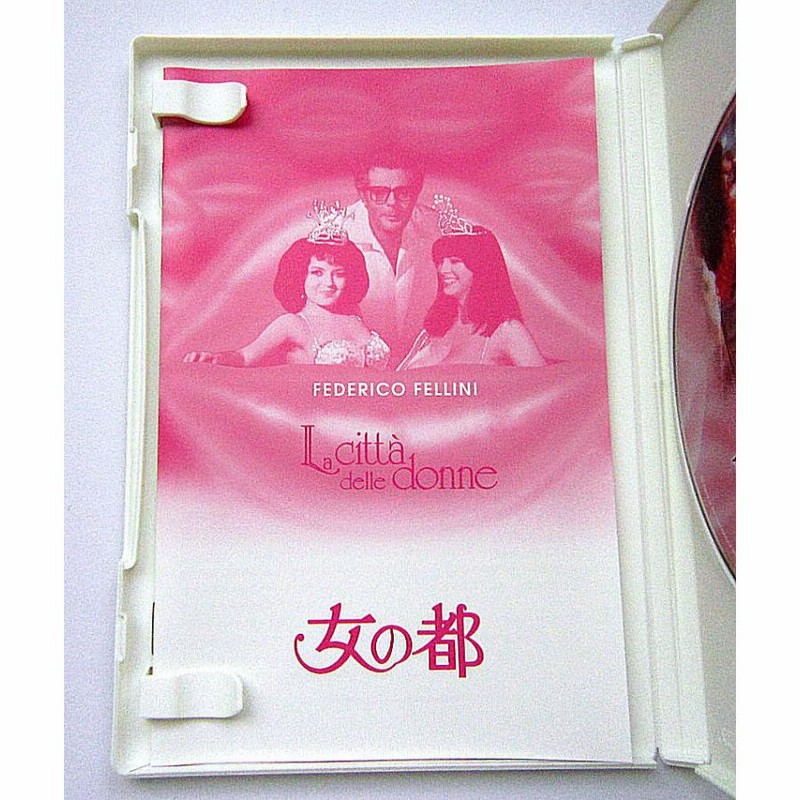 FEDERICO FELLINI
La città
delle donne
女の都